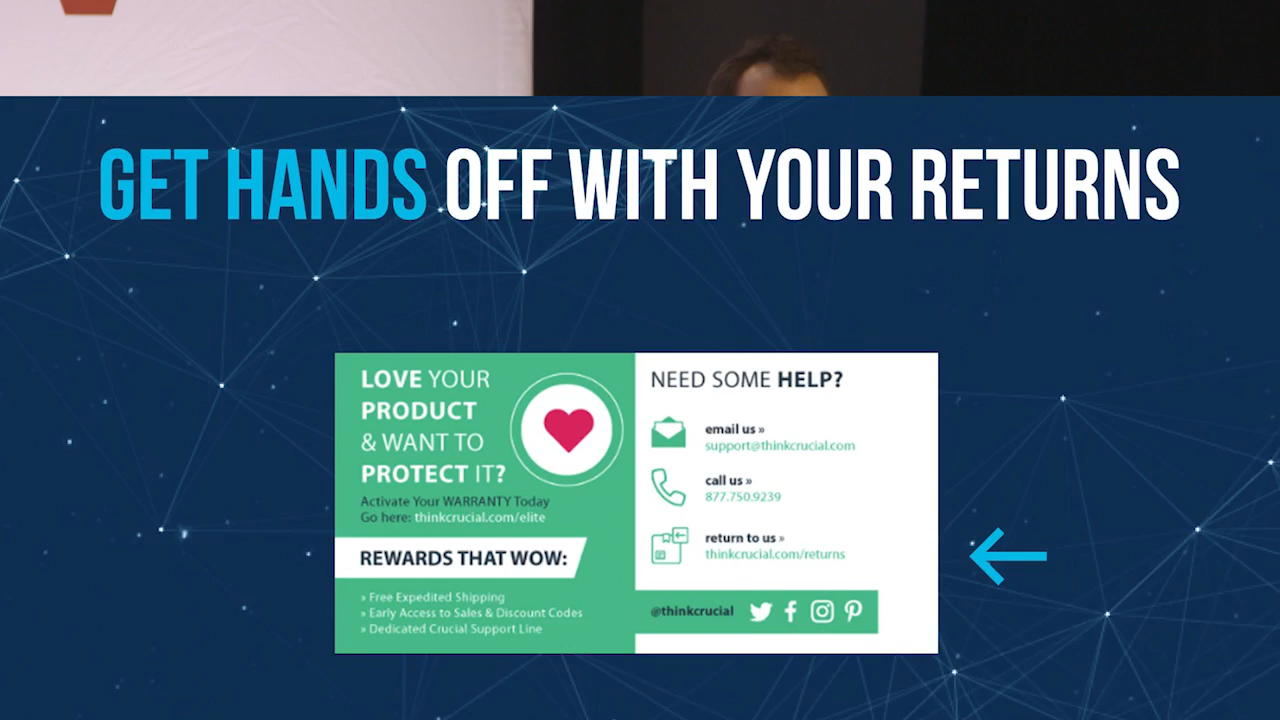 GET HANDS OFF WITH YOUR RETURNS
LOVE YOUR
PRODUCT
& WANT TO
PROTECT IT?
Activate Your WARRANTY Today
Go here: thinkcrucial.com/elite
REWARDS THAT WOW:
» Free Expedited Shipping
» Early Access to Sales & Discount Codes
» Dedicated Crucial Support Line
NEED SOME HELP?
email us »
support@thinkcrucial.com
call us »
877.750.9239
return to us »
thinkcrucial.com/returns
@thinkcrucial